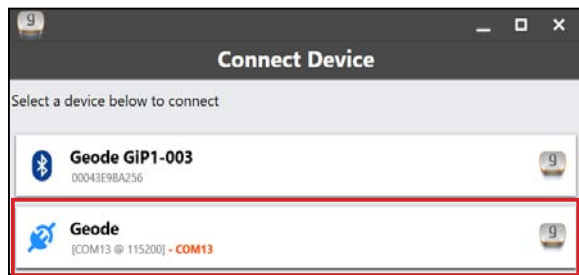 g
Connect Device
Select a device below to connect
Geode GiP1-003
g
00043E9BA256
Geode
g
[COM13 @ 115200] - COM13